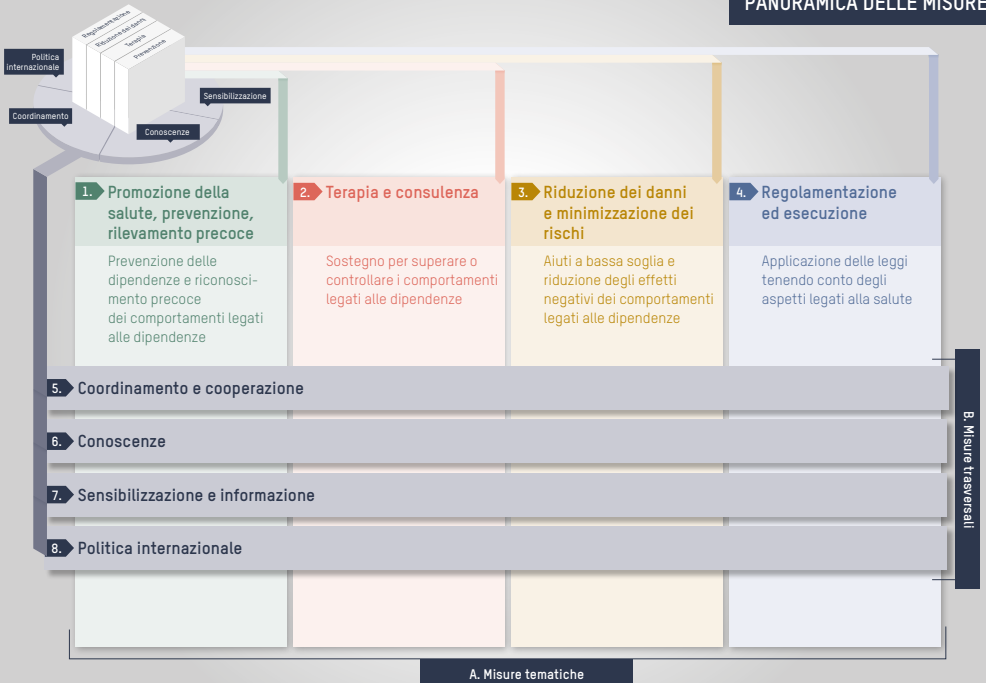 PANORAMICA DELLE MISURE
Regolamentazione
Riduzione dei danni
Terapia
Prevenzione
Politica
internazionale
Coordinamento
Sensibilizzazione
Conoscenze
1. Promozione della
salute, prevenzione,
rilevamento precoce
Prevenzione delle
dipendenze e riconosci-
mento precoce
dei comportamenti legati
alle dipendenze
2. Terapia e consulenza
Sostegno per superare o
controllare i comportamenti
legati alle dipendenze
3. Riduzione dei danni
e minimizzazione dei
rischi
Aiuti a bassa soglia e
riduzione degli effetti
negativi dei comportamenti
legati alle dipendenze
4. Regolamentazione
ed esecuzione
Applicazione delle leggi
tenendo conto degli
aspetti legati alla salute
5. Coordinamento e cooperazione
6. Conoscenze
7. Sensibilizzazione e informazione
8. Politica internazionale
B. Misure trasversali
A. Misure tematiche